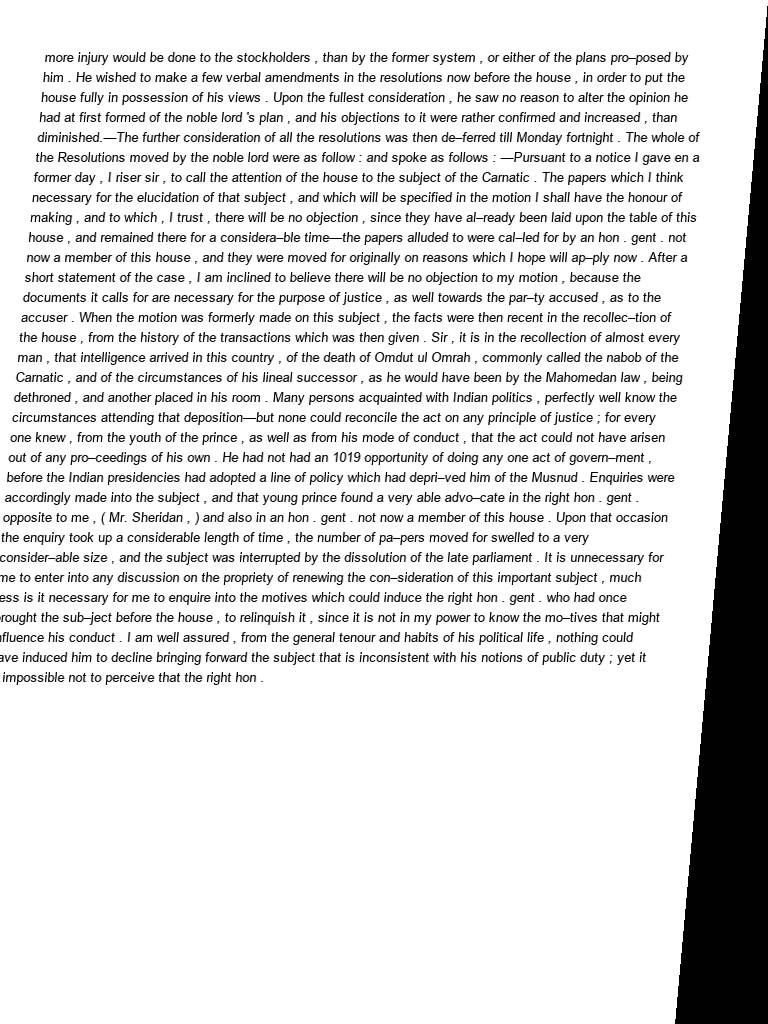 more injury would be done to the stockholders , than by the former system , or either of the plans pro–posed by
him . He wished to make a few verbal amendments in the resolutions now before the house , in order to put the
house fully in possession of his views . Upon the fullest consideration , he saw no reason to alter the opinion he
had at first formed of the noble lord 's plan , and his objections to it were rather confirmed and increased , than
diminished.—The further consideration of all the resolutions was then de–ferred till Monday fortnight . The whole of
the Resolutions moved by the noble lord were as follow : and spoke as follows : —Pursuant to a notice I gave en a
former day , I riser sir , to call the attention of the house to the subject of the Carnatic . The papers which I think
necessary for the elucidation of that subject , and which will be specified in the motion I shall have the honour of
making , and to which , I trust , there will be no objection , since they have al–ready been laid upon the table of this
house , and remained there for a considera–ble time—the papers alluded to were cal–led for by an hon . gent . not
now a member of this house , and they were moved for originally on reasons which I hope will ap–ply now . After a
short statement of the case , I am inclined to believe there will be no objection to my motion , because the
documents it calls for are necessary for the purpose of justice , as well towards the par–ty accused , as to the
accuser . When the motion was formerly made on this subject , the facts were then recent in the recollec–tion of
the house , from the history of the transactions which was then given . Sir , it is in the recollection of almost every
man , that intelligence arrived in this country , of the death of Omdut ul Omrah , commonly called the nabob of the
Carnatic , and of the circumstances of his lineal successor , as he would have been by the Mahomedan law , being
dethroned , and another placed in his room . Many persons acquainted with Indian politics , perfectly well know the
circumstances attending that deposition—but none could reconcile the act on any principle of justice ; for every
one knew , from the youth of the prince , as well as from his mode of conduct , that the act could not have arisen
out of any pro–ceedings of his own . He had not had an 1019 opportunity of doing any one act of govern–ment ,
before the Indian presidencies had adopted a line of policy which had depri–ved him of the Musnud . Enquiries were
accordingly made into the subject , and that young prince found a very able advo–cate in the right hon . gent .
opposite to me , ( Mr. Sheridan , ) and also in an hon . gent . not now a member of this house . Upon that occasion
the enquiry took up a considerable length of time , the number of pa–pers moved for swelled to a very
consider–able size , and the subject was interrupted by the dissolution of the late parliament . It is unnecessary for
me to enter into any discussion on the propriety of renewing the con–sideration of this important subject , much
ess is it necessary for me to enquire into the motives which could induce the right hon . gent . who had once
rought the sub–ject before the house , to relinquish it , since it is not in my power to know the mo–tives that might
nfluence his conduct . I am well assured , from the general tenour and habits of his political life , nothing could
ave induced him to decline bringing forward the subject that is inconsistent with his notions of public duty ; yet it
impossible not to perceive that the right hon .